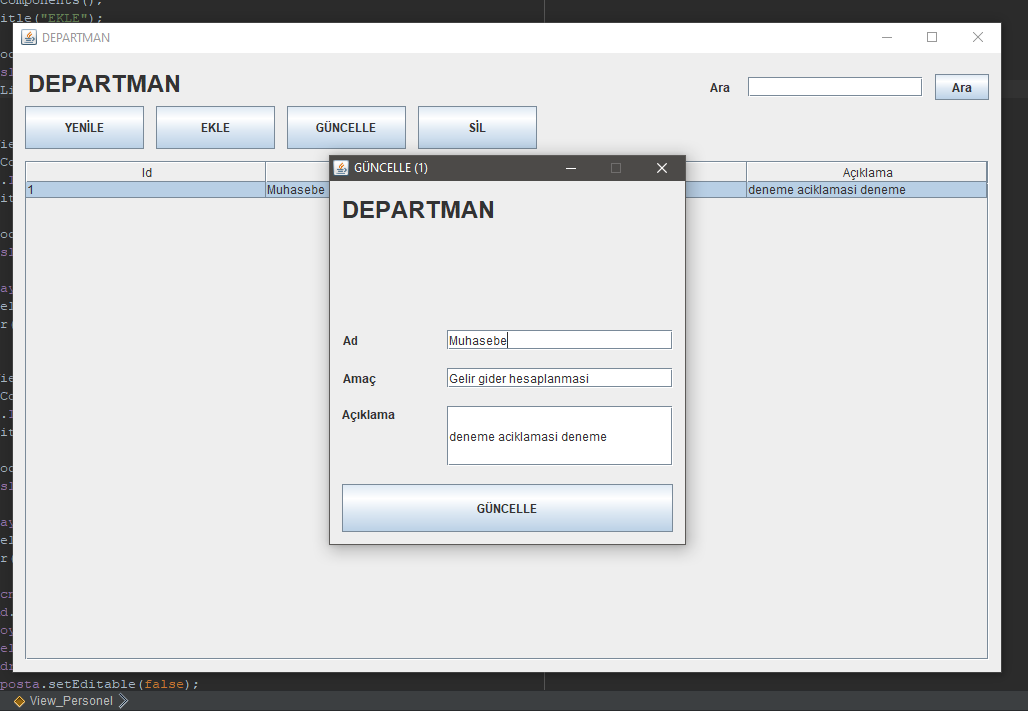 itle("EKLE");
DEPARTMAN
DEPARTMAN
Ara
Ara
YENİLE
EKLE
GÜNCELLE
SİL
Id
Açıklama
1
Muhasebe
deneme aciklamasi deneme
GÜNCELLE (1)
DEPARTMAN
Ad
Muhasebe
Amaç
Gelir gider hesaplanmasi
Açıklama
deneme aciklamasi deneme
GÜNCELLE
posta.setEditable(false);
View_Personel